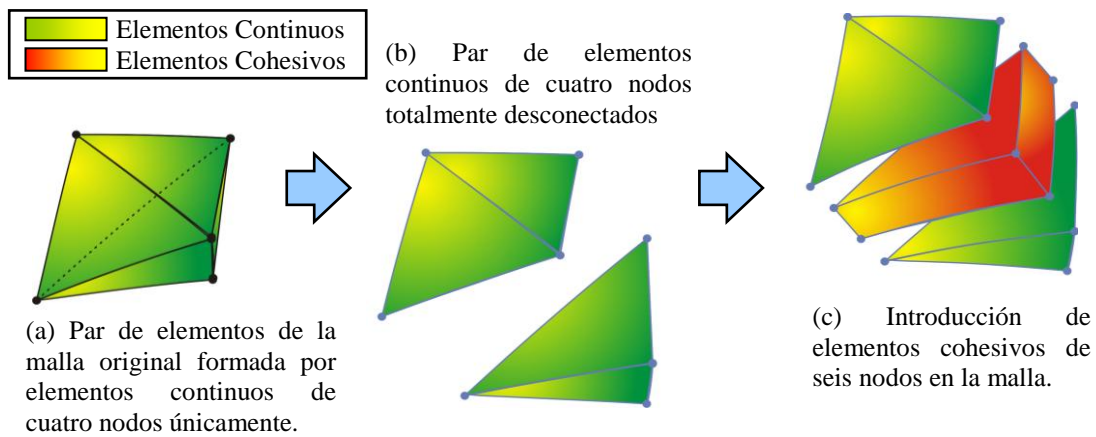 Elementos Continuos
Elementos Cohesivos
(b) Par de elementos
continuos de cuatro nodos
totalmente desconectados
(a) Par de elementos de la
malla original formada por
elementos continuos de
cuatro nodos únicamente.
(c) Introducción de
elementos cohesivos de
seis nodos en la malla.